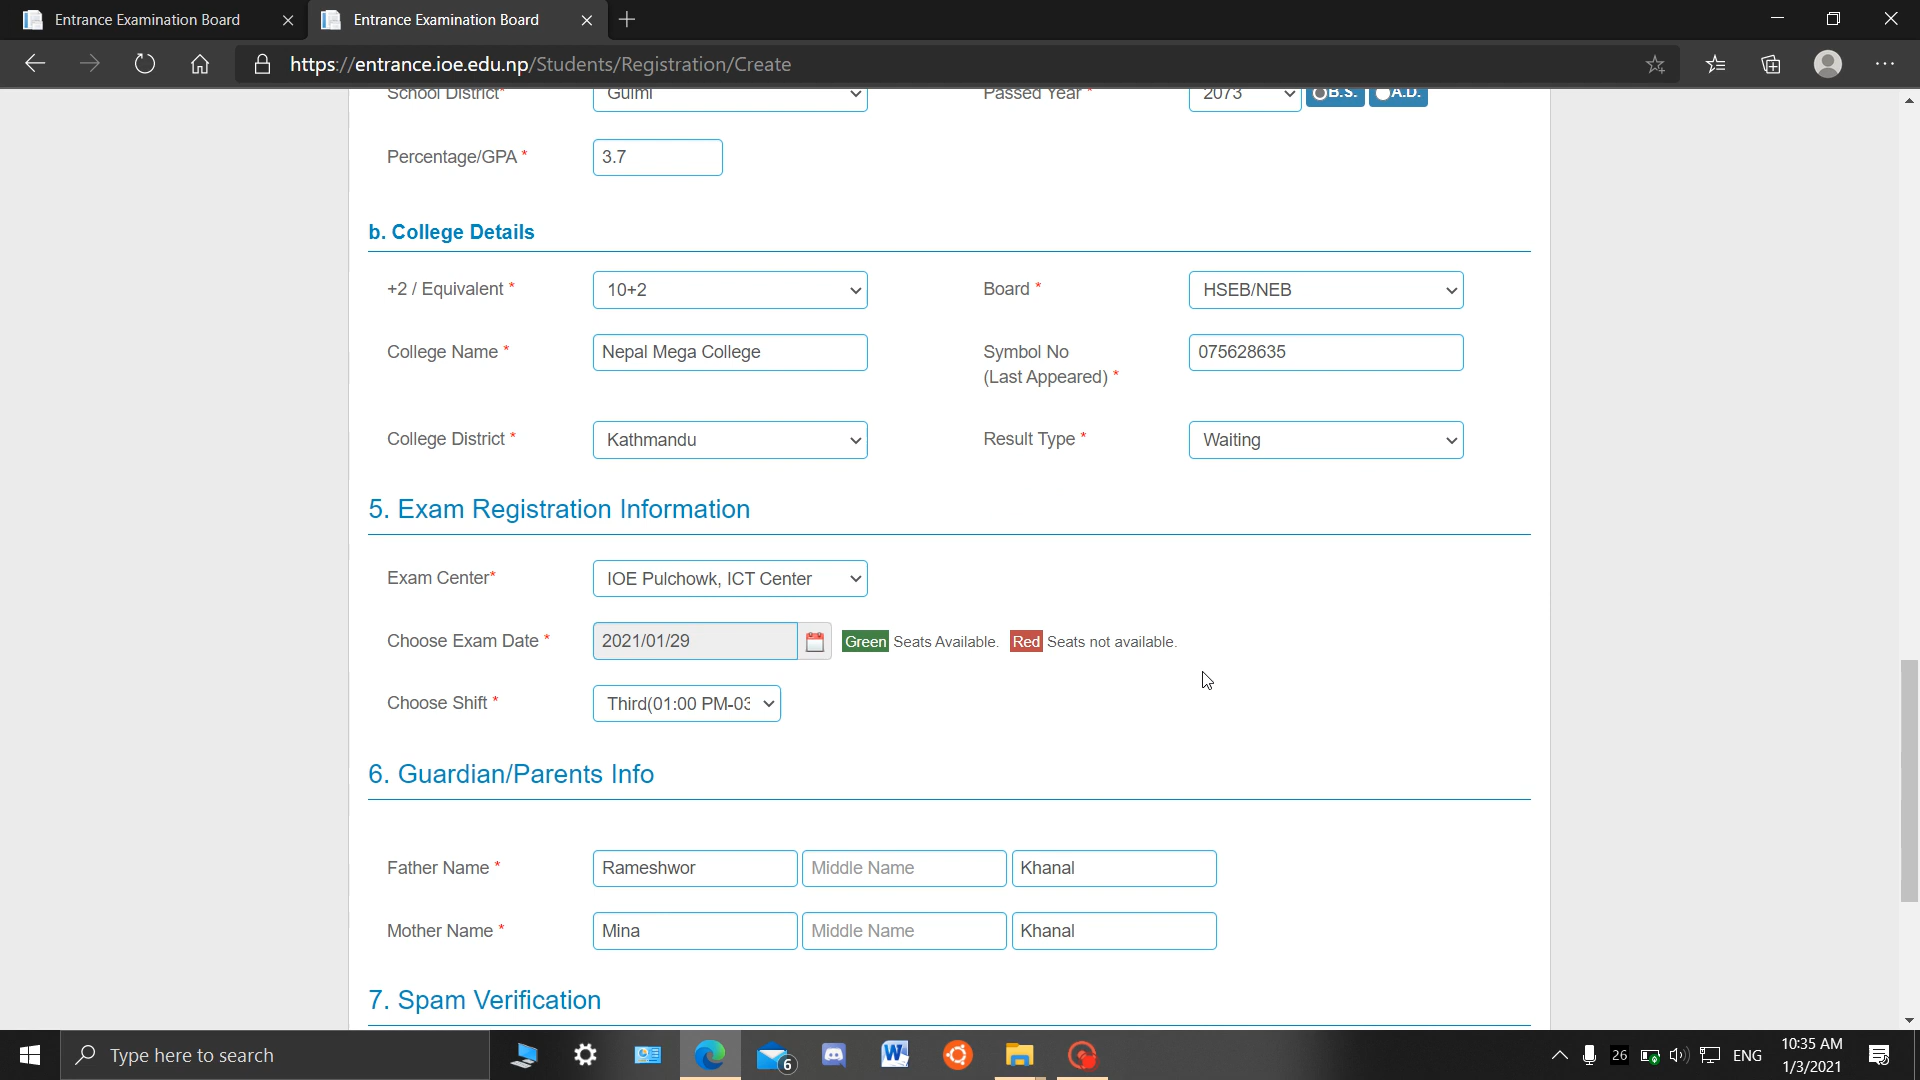 Entrance Examination Board
Entrance Examination Board
https://entrance.ioe.edu.np/Students/Registration/Create
School District* Gulmi Passed Year * 2073 B.S. A.D.
Percentage/GPA * 3.7
b. College Details
+2 / Equivalent * 10+2 Board * HSEB/NEB
College Name * Nepal Mega College Symbol No 075628635
(Last Appeared) *
College District * Kathmandu Result Type * Waiting
5. Exam Registration Information
Exam Center* IOE Pulchowk, ICT Center
Choose Exam Date * 2021/01/29 Green Seats Available. Red Seats not available.
Choose Shift * Third(01:00 PM-03
6. Guardian/Parents Info
Father Name * Rameshwor Middle Name Khanal
Mother Name * Mina Middle Name Khanal
7. Spam Verification
Type here to search 6 26 ENG 10:35 AM
1/3/2021